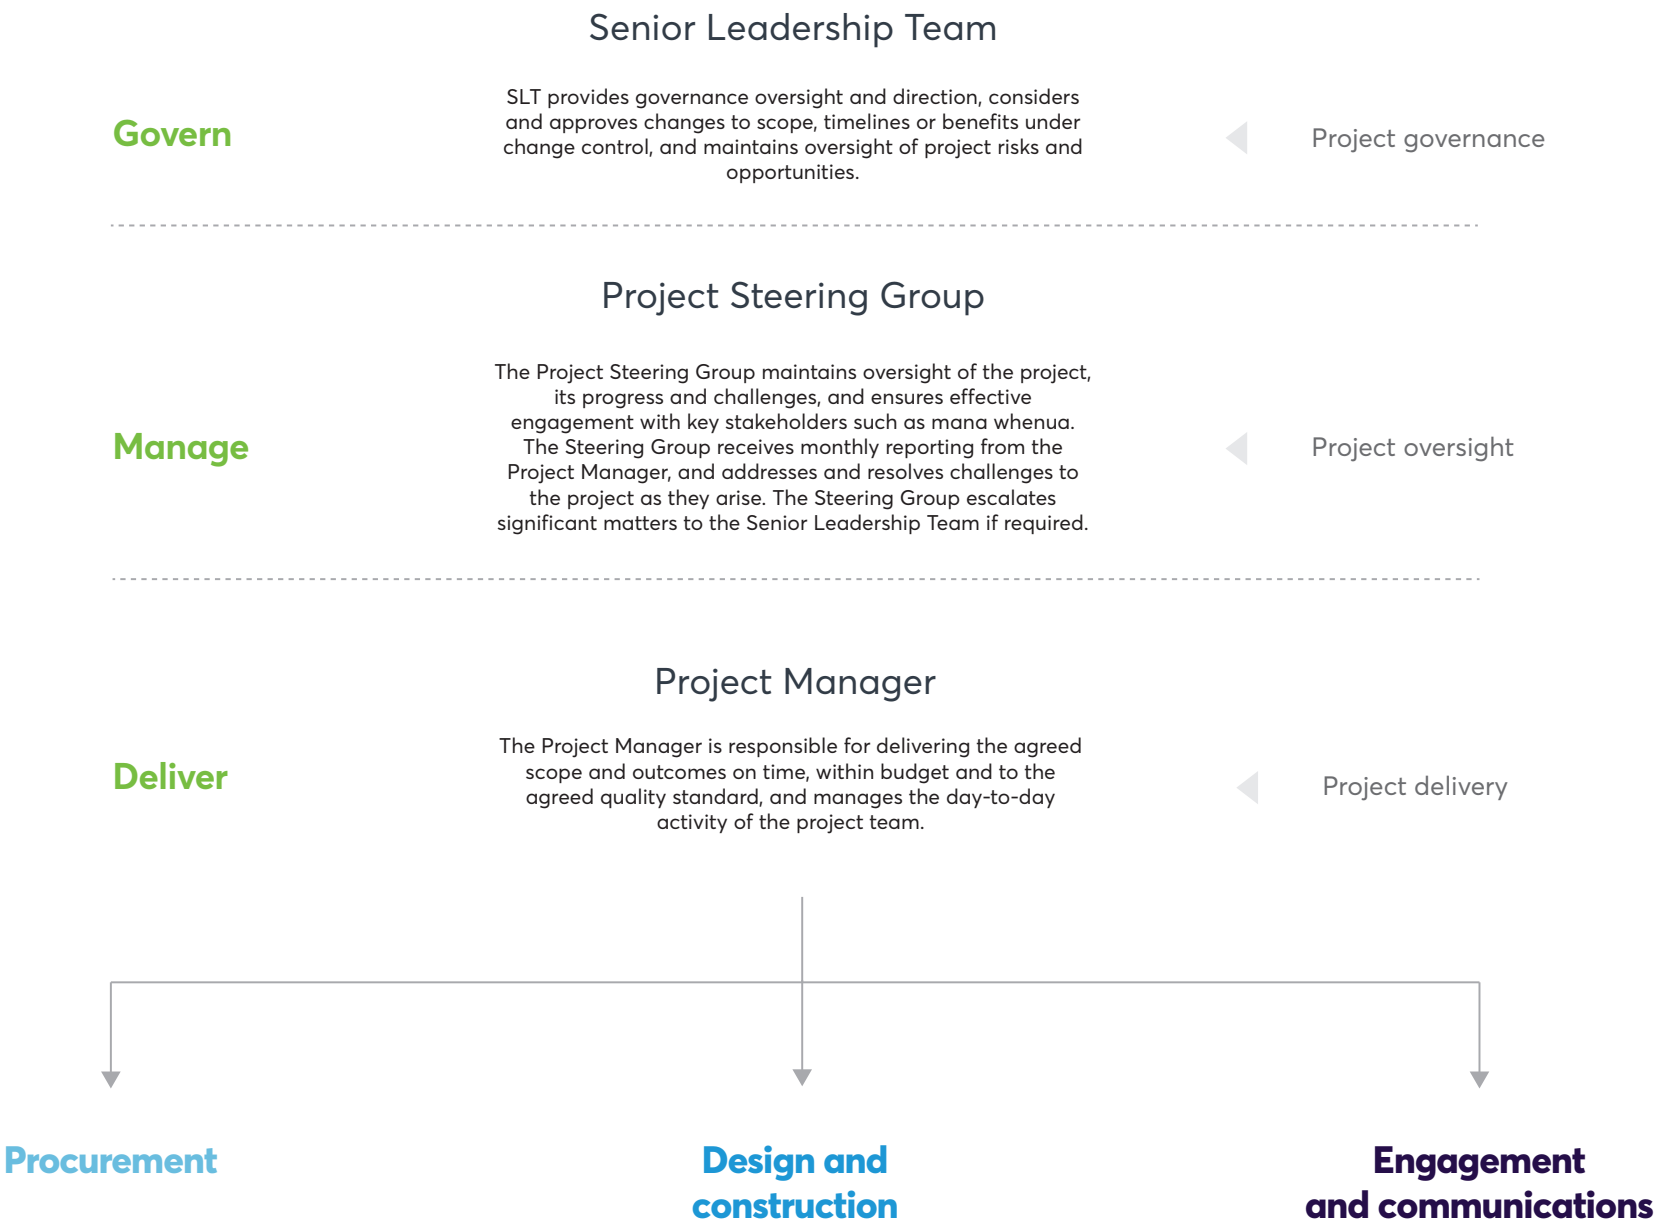 Senior Leadership Team
Govern
SLT provides governance oversight and direction, considers
and approves changes to scope, timelines or benefits under
change control, and maintains oversight of project risks and
opportunities.
Project governance
Project Steering Group
Manage
The Project Steering Group maintains oversight of the project,
its progress and challenges, and ensures effective
engagement with key stakeholders such as mana whenua.
The Steering Group receives monthly reporting from the
Project Manager, and addresses and resolves challenges to
the project as they arise. The Steering Group escalates
significant matters to the Senior Leadership Team if required.
Project oversight
Project Manager
Deliver
The Project Manager is responsible for delivering the agreed
scope and outcomes on time, within budget and to the
agreed quality standard, and manages the day-to-day
activity of the project team.
Project delivery
Procurement
Design and
construction
Engagement
and communications